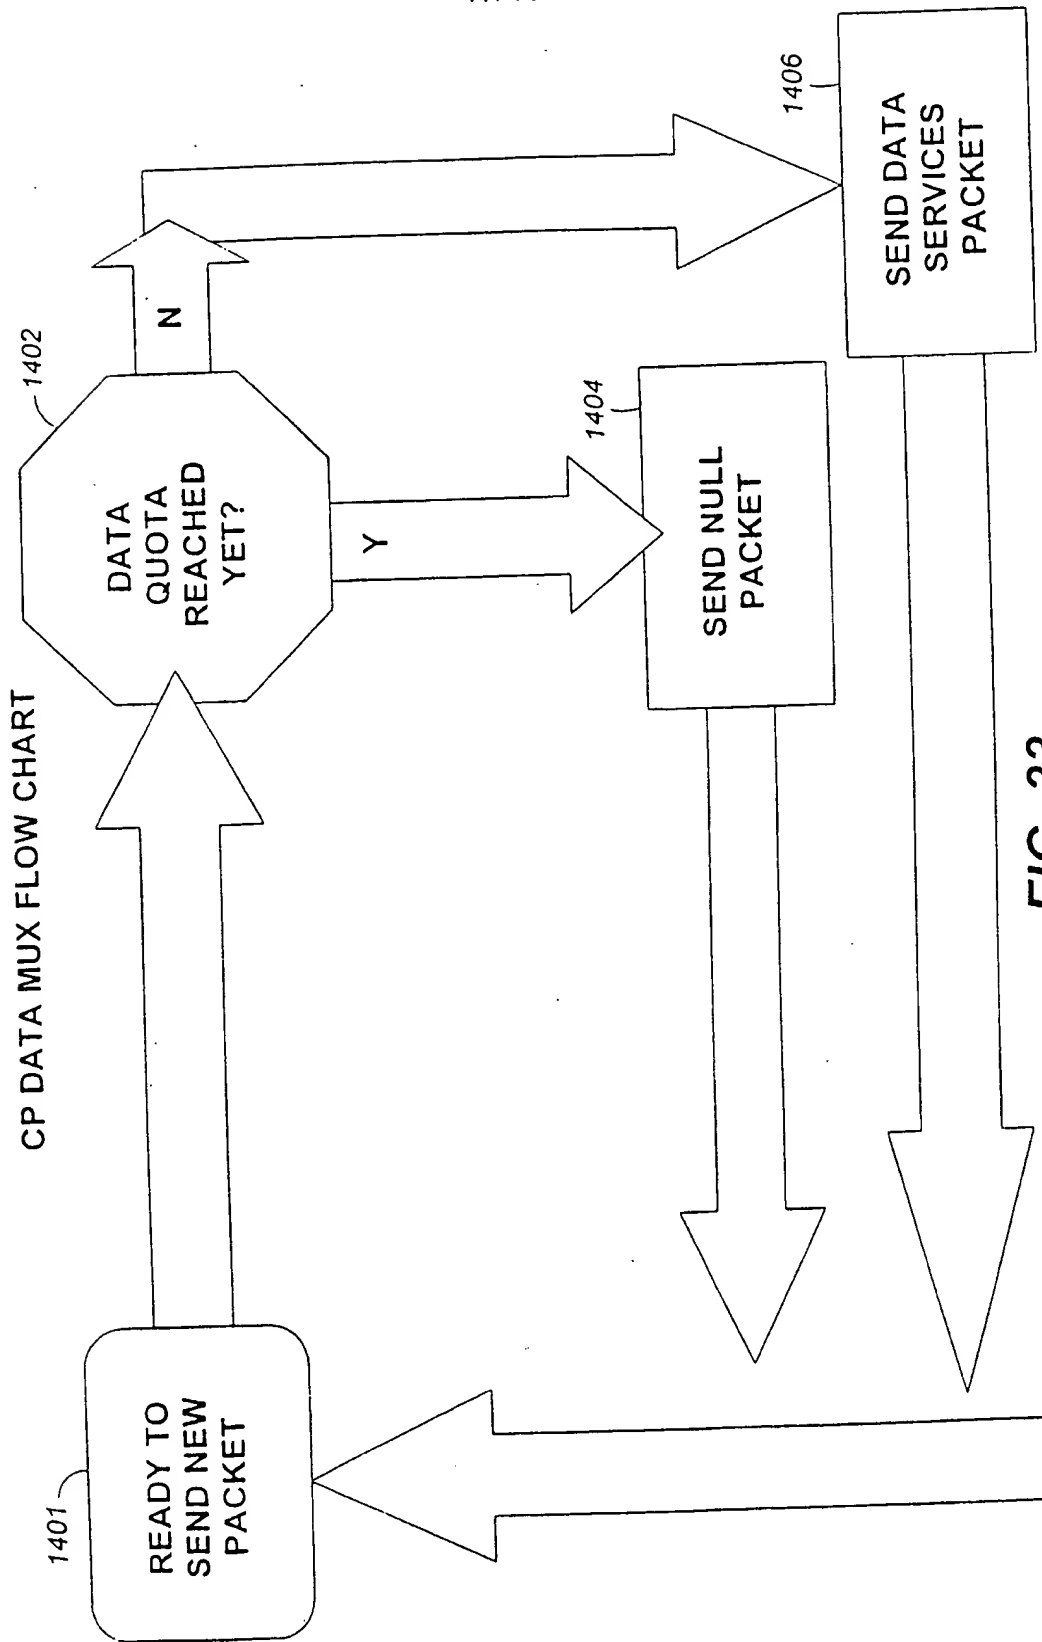 CP DATA MUX FLOW CHART
1401
READY TO
SEND NEW
PACKET
1402
DATA
QUOTA
REACHED
YET?
N
Y
1404
SEND NULL
PACKET
1406
SEND DATA
SERVICES
PACKET
FIG.